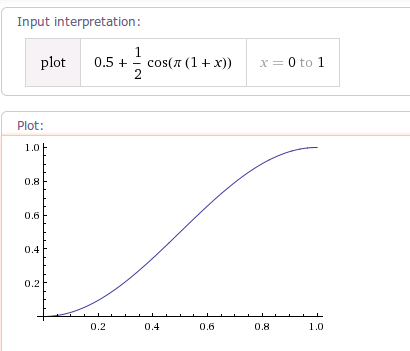 Input interpretation:
plot 0.5 + 1/2 cos(π (1 + x)) x = 0 to 1
Plot:
1.0
0.8
0.6
0.4
0.2
0.2 0.4 0.6 0.8 1.0